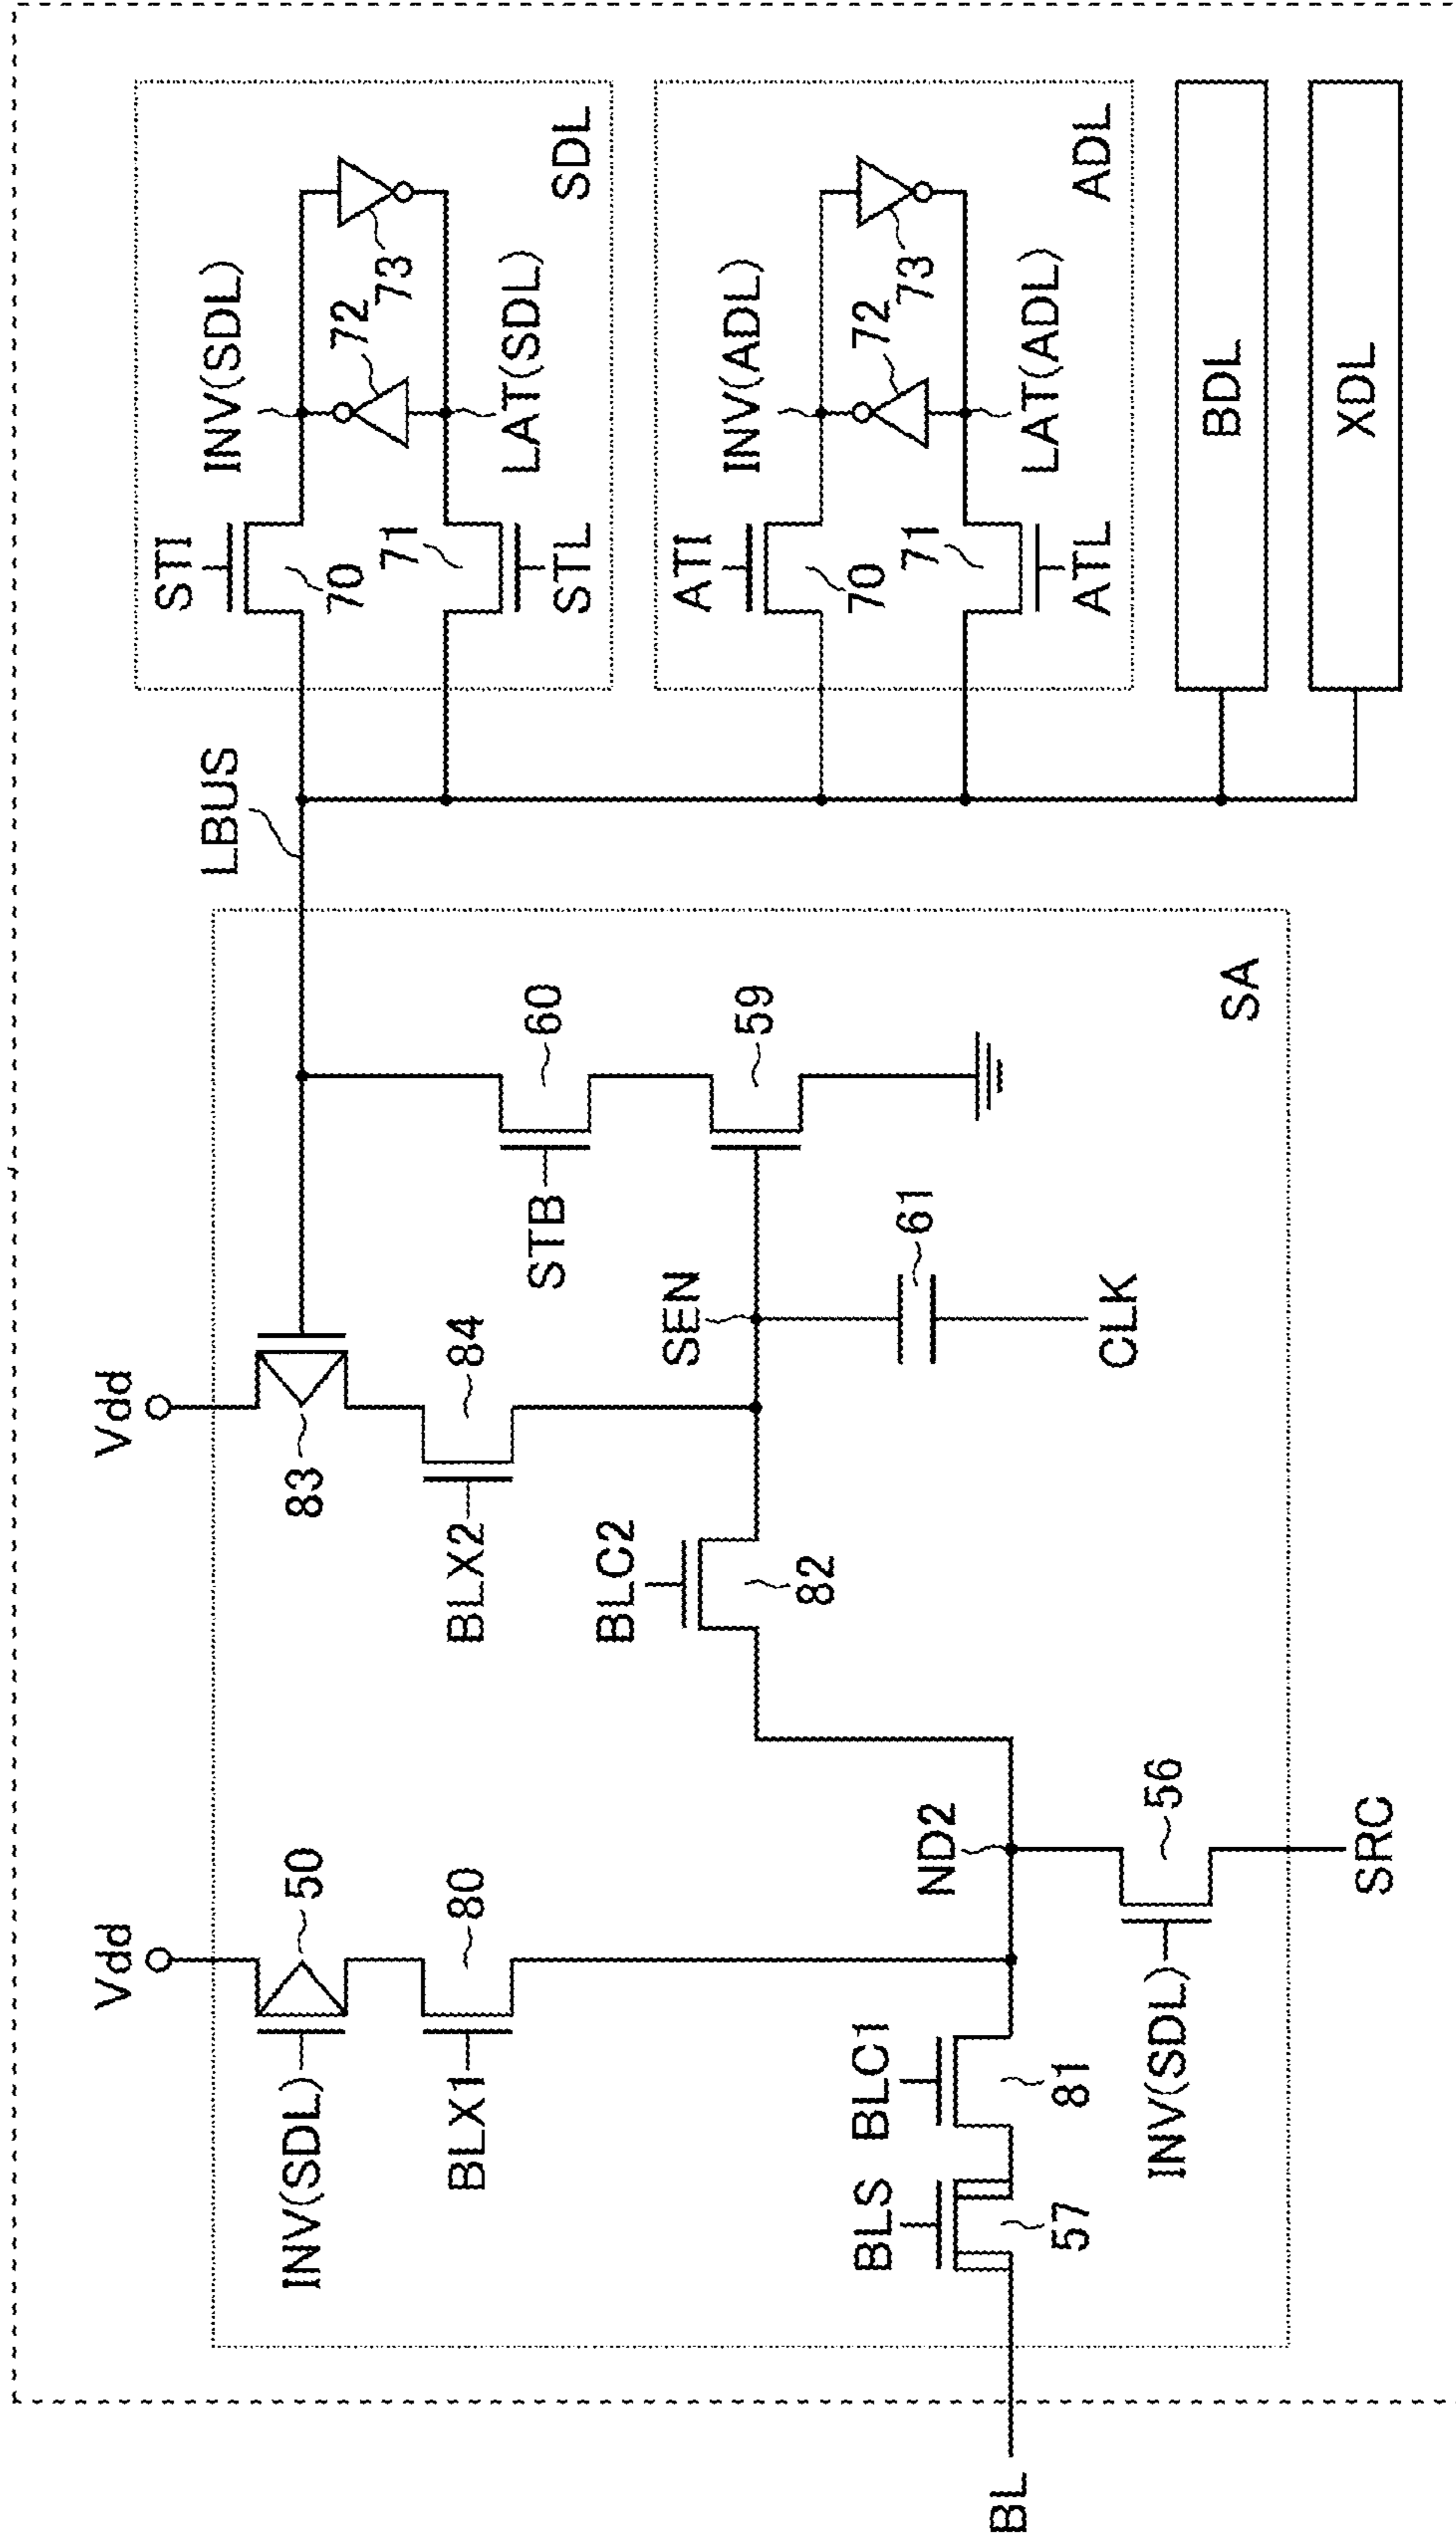 Vdd
Vdd
LBUS
INV(SDL)
50
83
STI
INV(SDL)
70
72
73
71
BLX1
80
BLX2
84
STB
60
STL
LAT(SDL)
SDL
BLC2
82
SEN
59
ATI
INV(ADL)
70
72
73
71
61
BLS
BLC1
ND2
57
81
CLK
ATL
LAT(ADL)
ADL
BL
INV(SDL)
56
SA
BDL
SRC
XDL